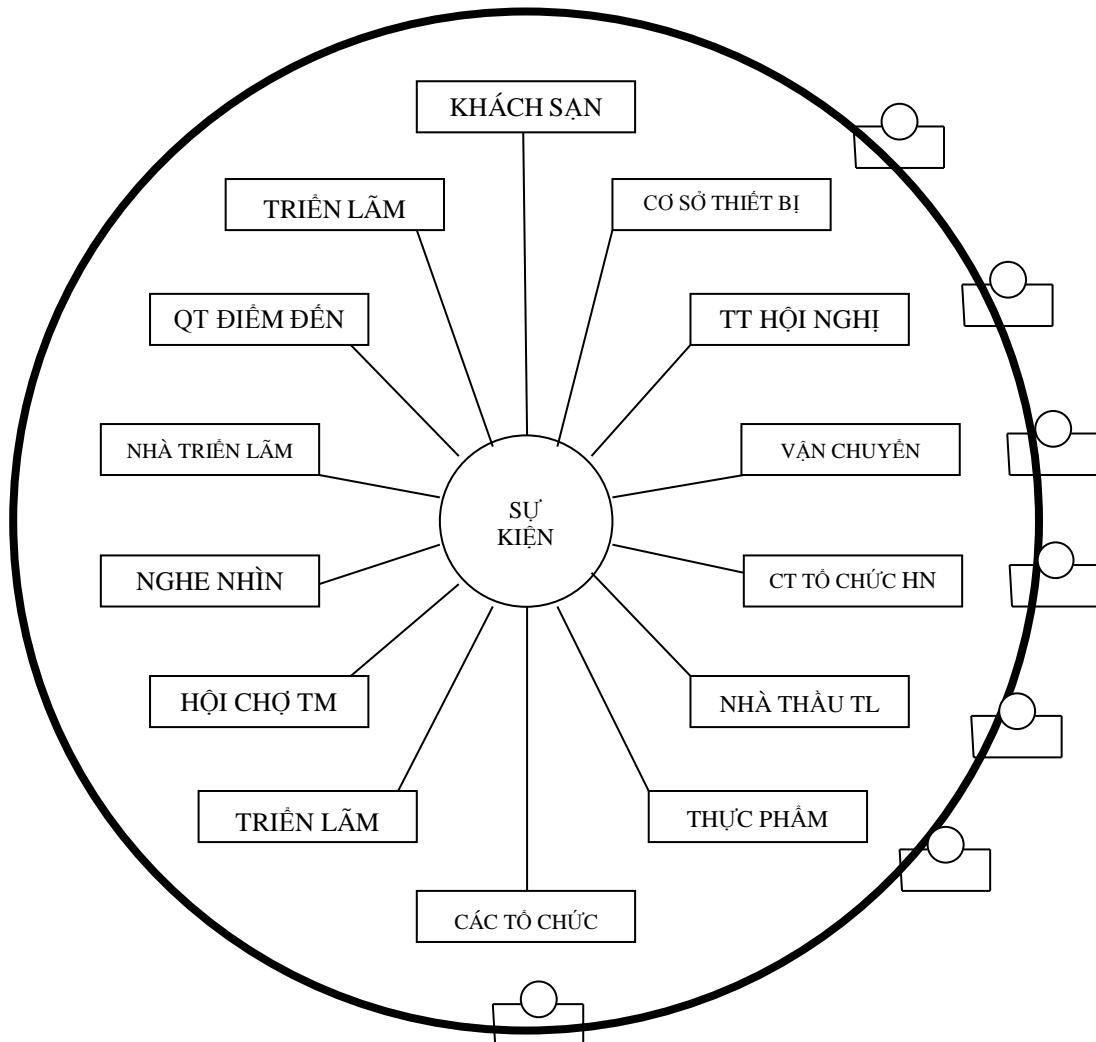 KHÁCH SẠN
TRIỂN LÃM
CƠ SỞ THIẾT BỊ
QT ĐIỂM ĐẾN
TT HỘI NGHỊ
NHÀ TRIỂN LÃM
VẬN CHUYỂN
SỰ
KIỆN
NGHE NHÌN
CT TỔ CHỨC HN
HỘI CHỢ TM
NHÀ THẦU TL
TRIỂN LÃM
THỰC PHẨM
CÁC TỔ CHỨC